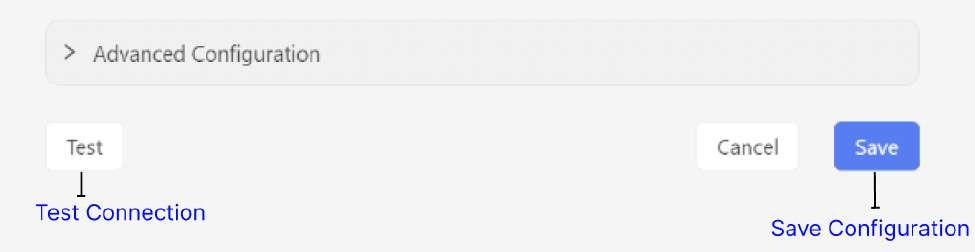 Advanced Configuration
Test
Cancel
Save
Test Connection
Save Configuration